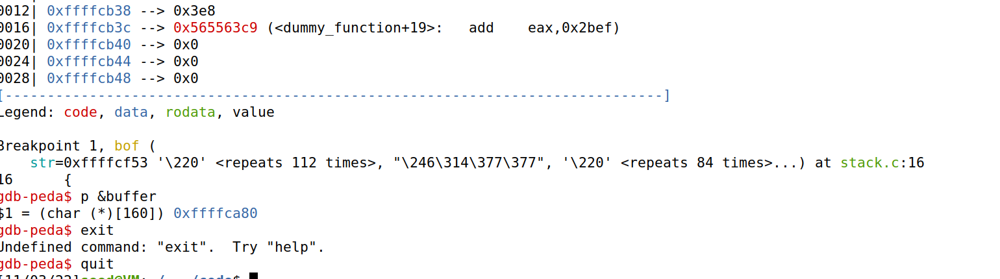 0012| 0xffffcb38 --> 0x3e8
0016| 0xffffcb3c --> 0x565563c9 (<dummy_function+19>:   add    eax,0x2bef)
0020| 0xffffcb40 --> 0x0
0024| 0xffffcb44 --> 0x0
0028| 0xffffcb48 --> 0x0
[------------------------------------------------------------------------------]
Legend: code, data, rodata, value
Breakpoint 1, bof (
    str=0xffffcf53 '\220' <repeats 112 times>, "\246\314\377\377", '\220' <repeats 84 times>...) at stack.c:16
16      {
gdb-peda$ p &buffer
$1 = (char (*)[160]) 0xffffca80
gdb-peda$ exit
Undefined command: "exit".  Try "help".
gdb-peda$ quit
[11/03/22]seed@VM:~/.../code$